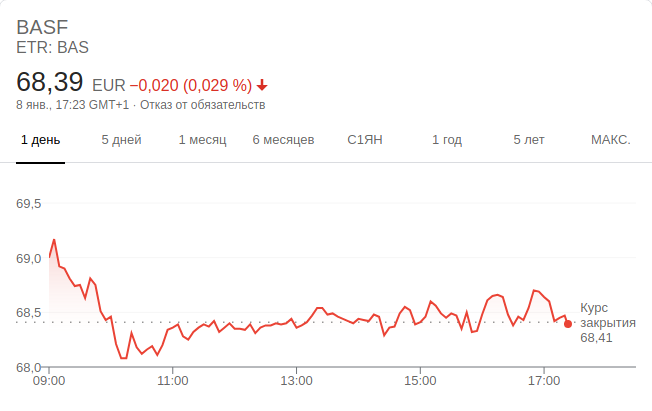 BASF
ETR: BAS
68,39 EUR −0,020 (0,029 %)
8 янв., 17:23 GMT+1 · Отказ от обязательств
1 день 5 дней 1 месяц 6 месяцев С1ЯН 1 год 5 лет МАКС.
69,5
69,0
68,5
68,0
Курс
закрытия
68,41
09:00 11:00 13:00 15:00 17:00